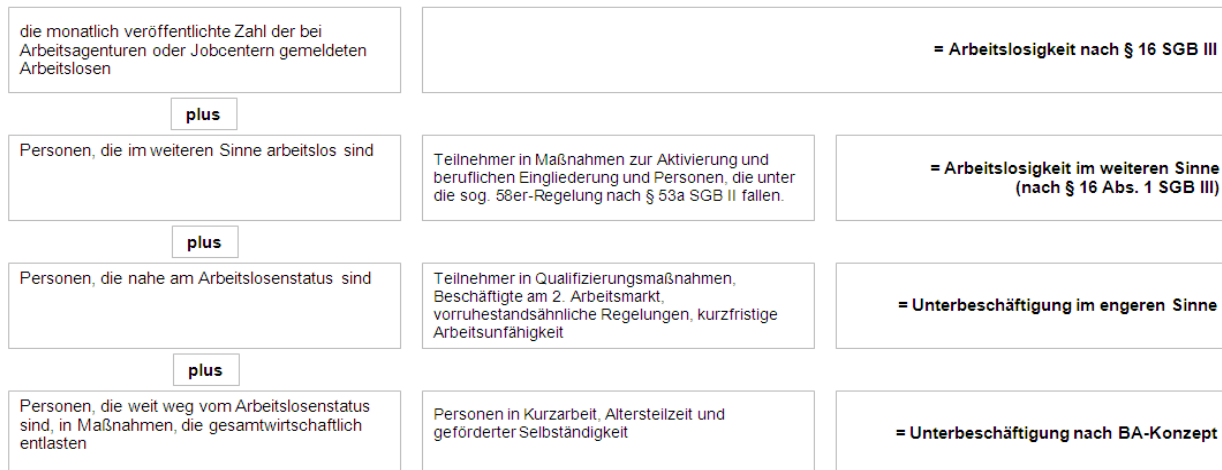 die monatlich veröffentlichte Zahl der bei
Arbeitsagenturen oder Jobcentern gemeldeten
Arbeitslosen
= Arbeitslosigkeit nach § 16 SGB III
plus
Personen, die im weiteren Sinne arbeitslos sind
Teilnehmer in Maßnahmen zur Aktivierung und
beruflichen Eingliederung und Personen, die unter
die sog. 58er-Regelung nach § 53a SGB II fallen.
= Arbeitslosigkeit im weiteren Sinne
(nach § 16 Abs. 1 SGB III)
plus
Personen, die nahe am Arbeitslosenstatus sind
Teilnehmer in Qualifizierungsmaßnahmen,
Beschäftigte am 2. Arbeitsmarkt,
vorruhestandsähnliche Regelungen, kurzfristige
Arbeitsunfähigkeit
= Unterbeschäftigung im engeren Sinne
plus
Personen, die weit weg vom Arbeitslosenstatus
sind, in Maßnahmen, die gesamtwirtschaftlich
entlasten
Personen in Kurzarbeit, Altersteilzeit und
geförderter Selbständigkeit
= Unterbeschäftigung nach BA-Konzept